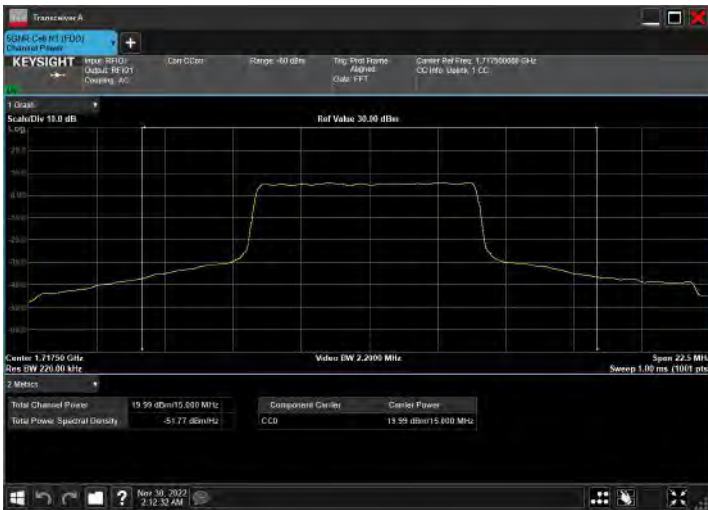 Transceiver A
5GNR Cell N1 (FDD)
Channel Power
+
KEYSIGHT
Input: RFIO1
Output: RFIO1
Coupling: AC
Corr CCorr
Trig: Prot Frame
Aligned
Gate: FFT
Carrier Ref Freq: 1.717500000 GHz
CC Info: Uplink, 1 CC
1 Graph
Scale/Div 10.0 dB
Ref Value 30.00 dBm
Log
Center 1.71750 GHz
Video BW 2.2000 MHz
Span 22.5 MHz
Res BW 220.00 kHz
Sweep 1.00 ms (1001 pts
2 Metrics
Total Channel Power
19.99 dBm/15.000 MHz
Total Power Spectral Density
-51.77 dBm/Hz
Component Carrier
Carrier Power
CC0
19.99 dBm/15.000 MHz
?
Nov 30, 2022
2:12:32 AM